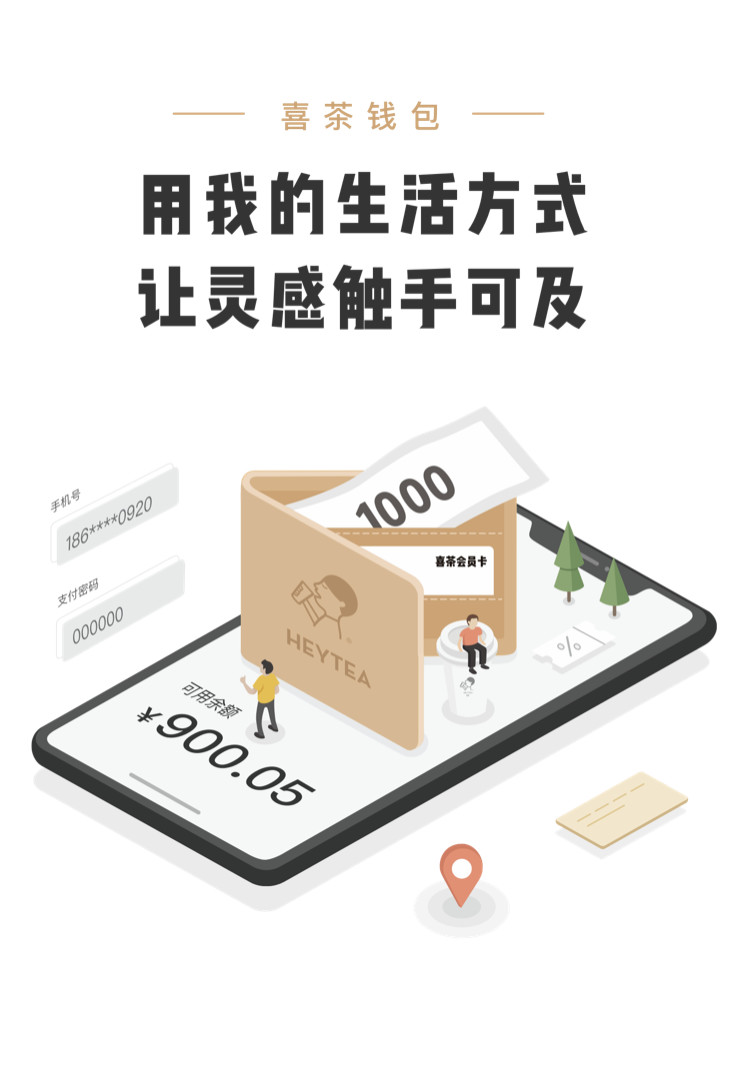 喜茶钱包
用我的生活方式
让灵感触手可及
1000
手机号
186****0920
喜茶会员卡
支付密码
000000
HEYTEA
%
可用余额
¥900.05